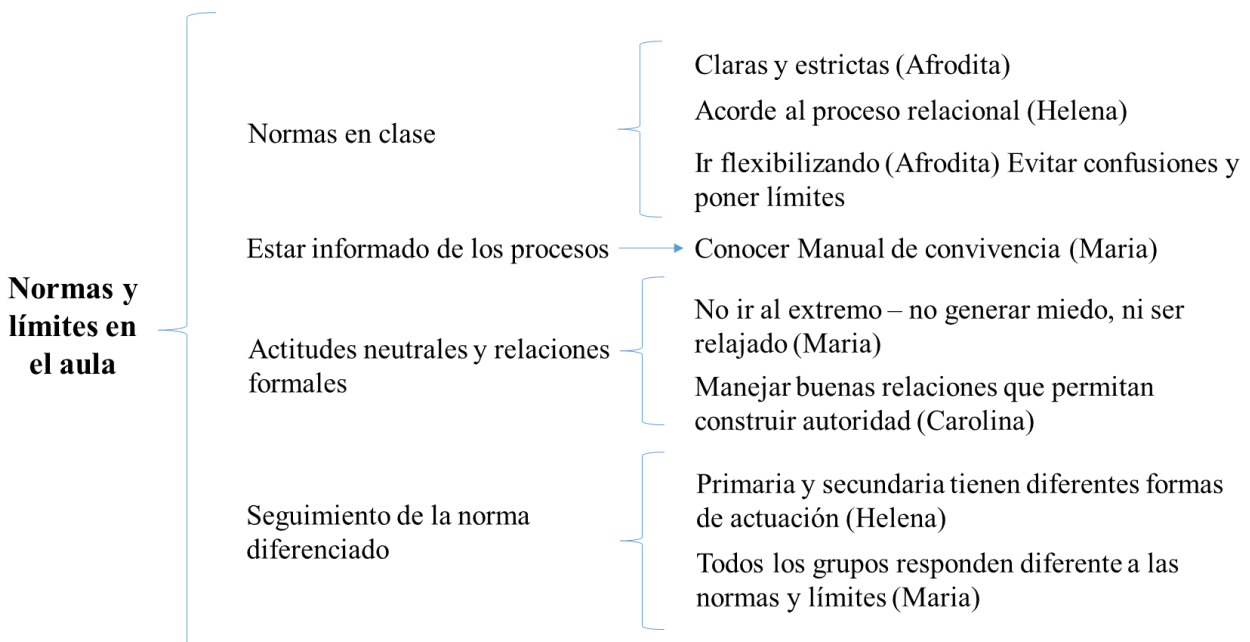 Normas y
límites en
el aula
Normas en clase
Claras y estrictas (Afrodita)
Acorde al proceso relacional (Helena)
Ir flexibilizando (Afrodita) Evitar confusiones y
poner límites
Estar informado de los procesos
Conocer Manual de convivencia (Maria)
Actitudes neutrales y relaciones
formales
No ir al extremo – no generar miedo, ni ser
relajado (Maria)
Manejar buenas relaciones que permitan
construir autoridad (Carolina)
Seguimiento de la norma
diferenciado
Primaria y secundaria tienen diferentes formas
de actuación (Helena)
Todos los grupos responden diferente a las
normas y límites (Maria)